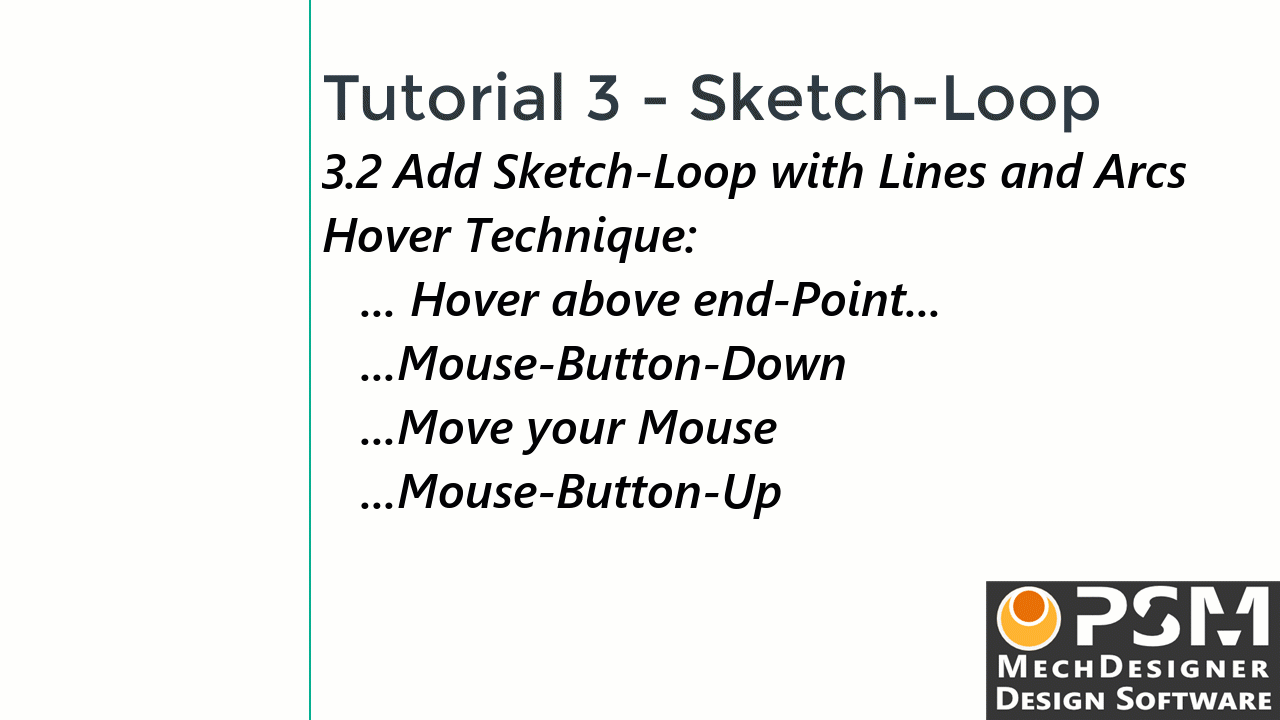 Tutorial 3 - Sketch-Loop
3.2 Add Sketch-Loop with Lines and Arcs
Hover Technique:
... Hover above end-Point...
...Mouse-Button-Down
...Move your Mouse
...Mouse-Button-Up
PSM
MECHDESIGNER
DESIGN SOFTWARE